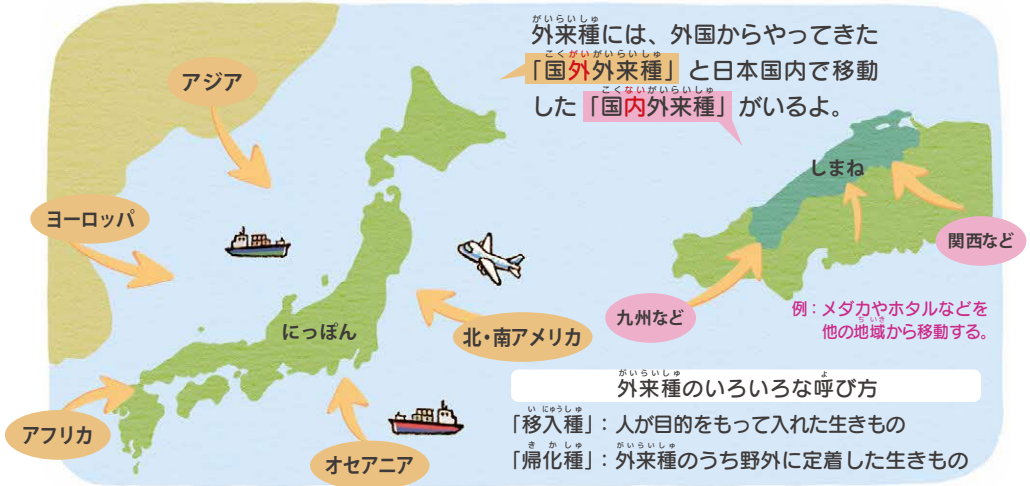 外来種には、外国からやってきた
「国外外来種」と日本国内で移動
した「国内外来種」がいるよ。
アジア
ヨーロッパ
しまね
関西など
九州など
例：メダカやホタルなどを
他の地域から移動する。
にっぽん
北・南アメリカ
アフリカ
オセアニア
外来種のいろいろな呼び方
「移入種」：人が目的をもって入れた生きもの
「帰化種」：外来種のうち野外に定着した生きもの